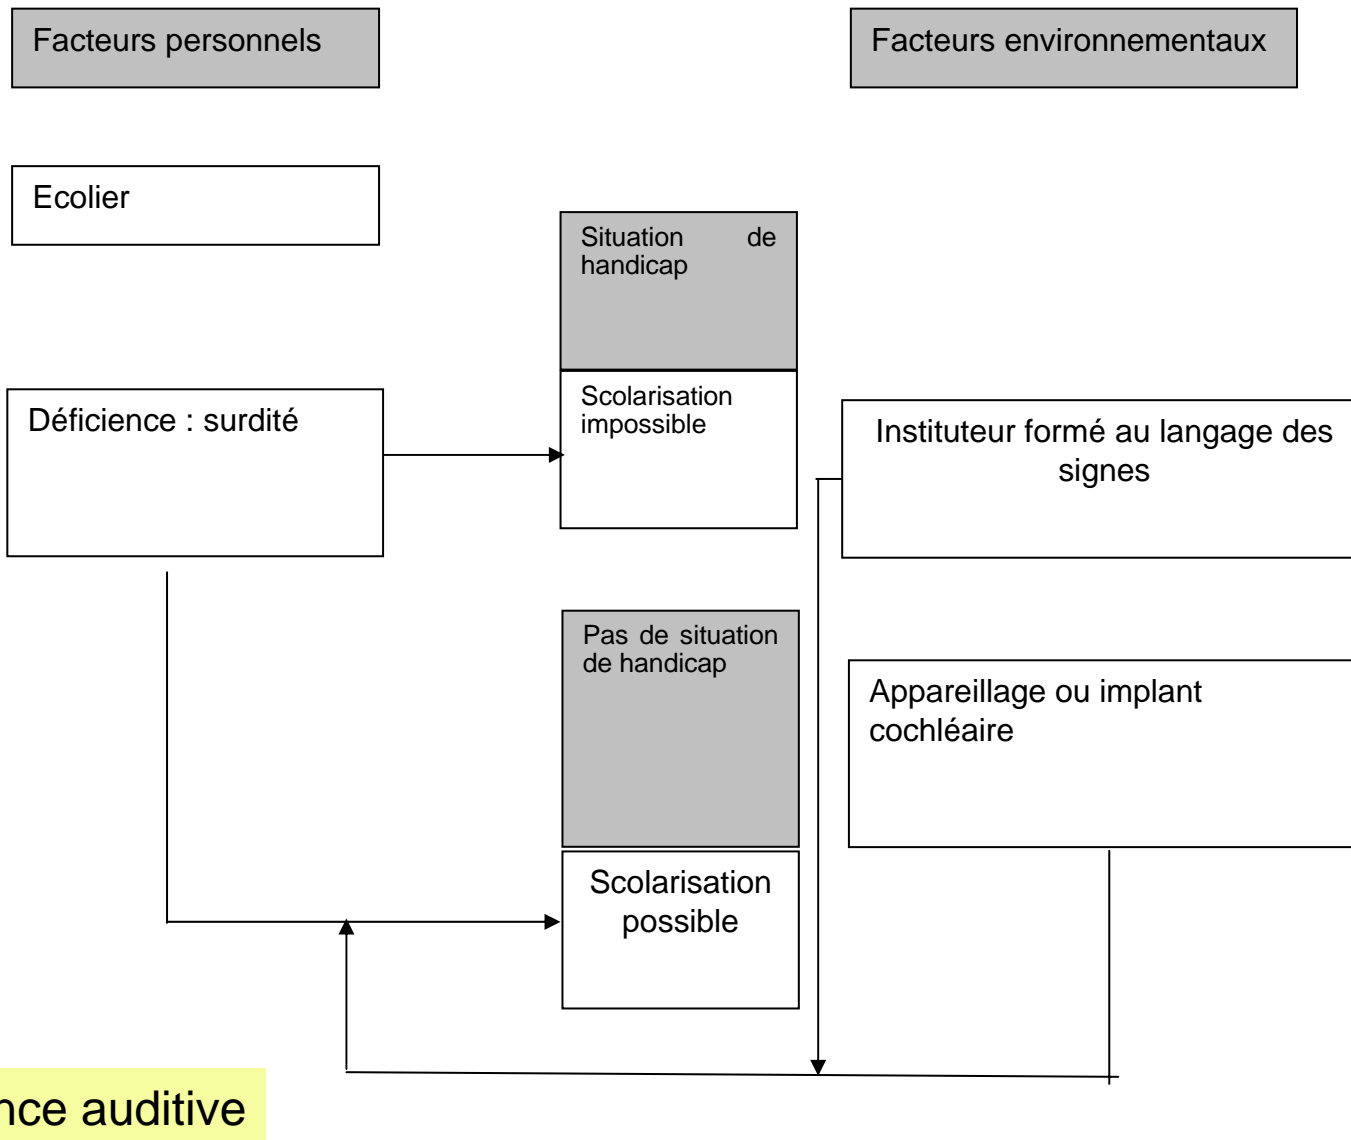 Facteurs personnels
Facteurs environnementaux
Ecolier
Situation de
handicap
Scolarisation
impossible
Déficience : surdité
Instituteur formé au langage des
signes
Pas de situation
de handicap
Appareillage ou implant
cochléaire
Scolarisation
possible
nce auditive